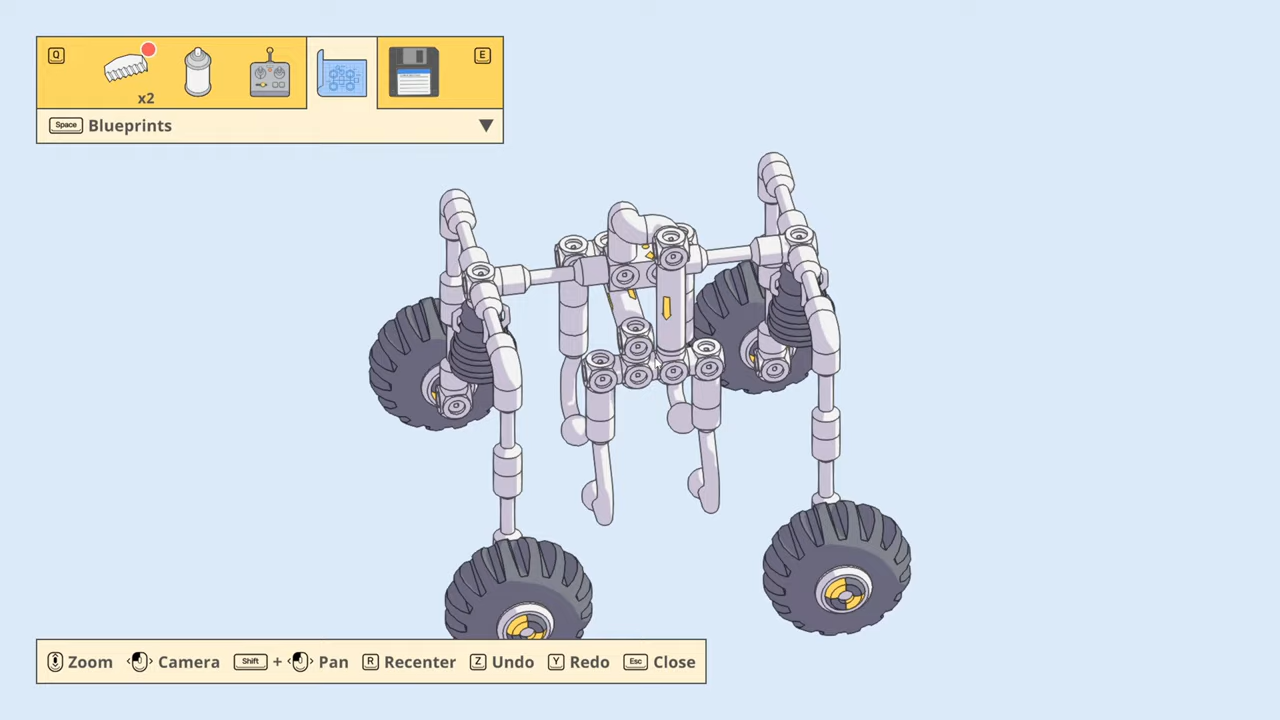 Q
E
x2
Space Blueprints
Zoom Camera Shift + Pan R Recenter Z Undo Y Redo Esc Close